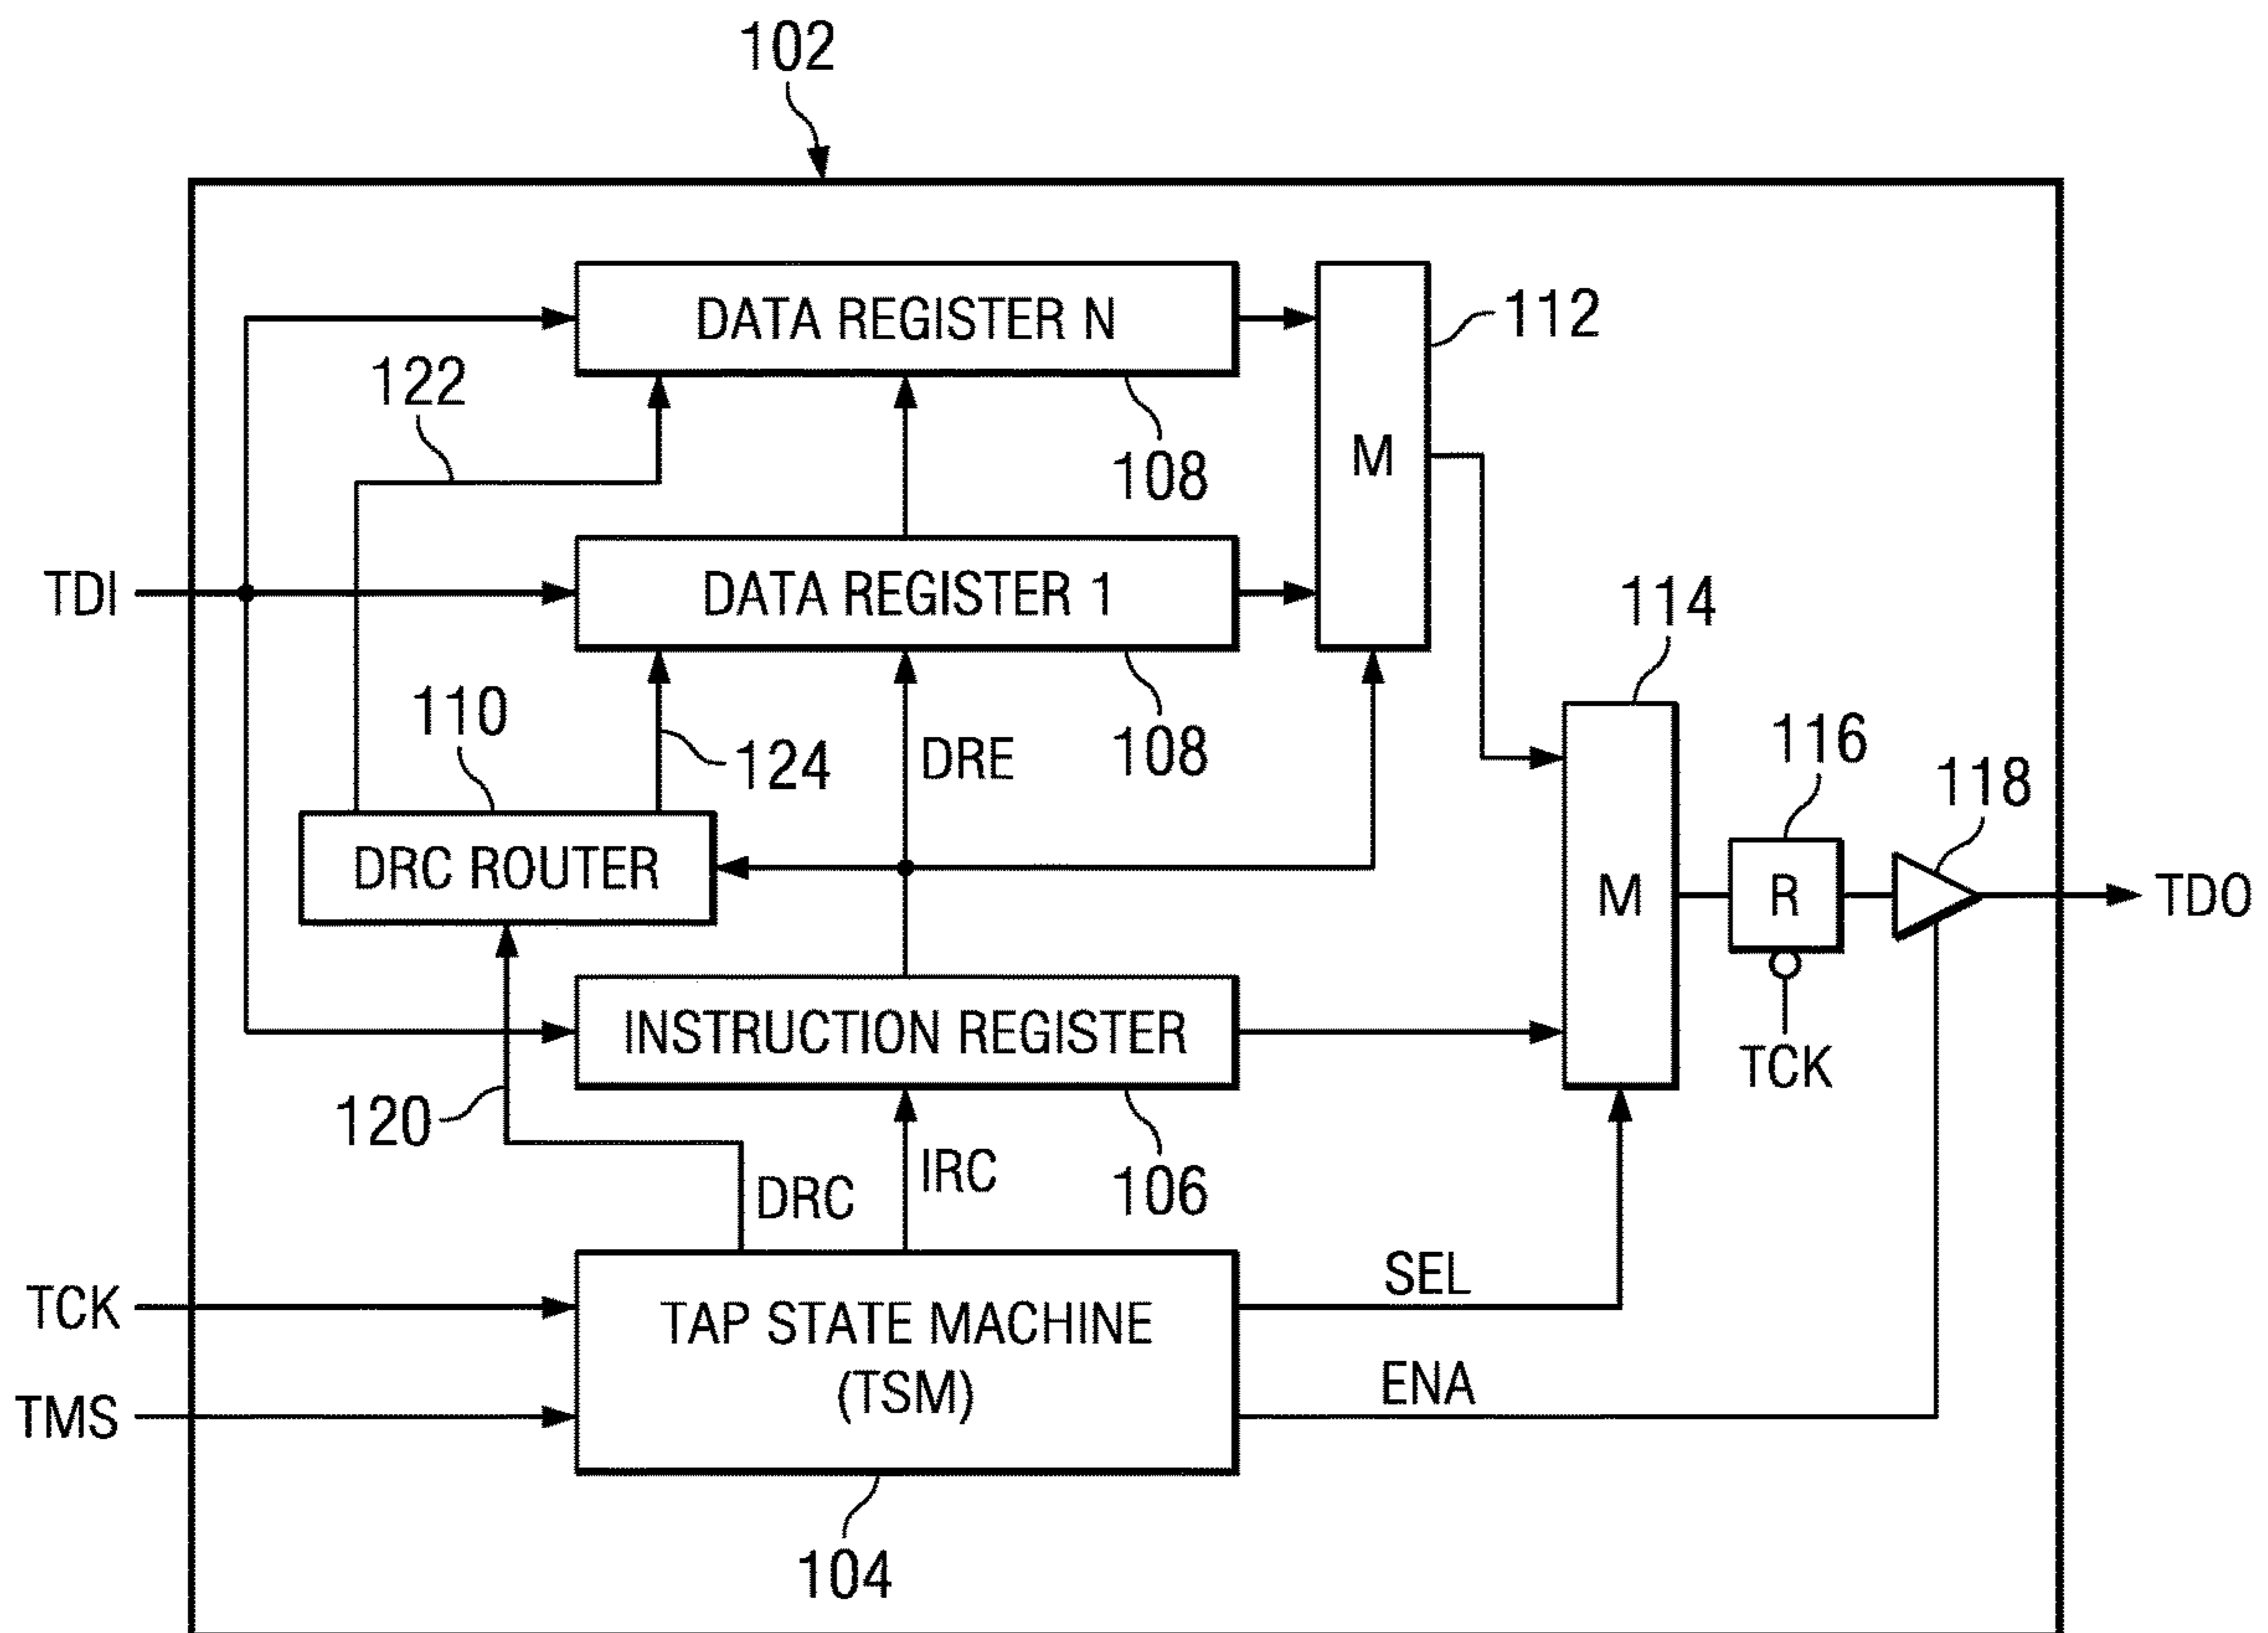 102
DATA REGISTER N
112
122
108
M
TDI
DATA REGISTER 1
114
110
124
DRE
108
116
118
DRC ROUTER
M
R
TDO
INSTRUCTION REGISTER
TCK
120
DRC
IRC
106
TCK
TAP STATE MACHINE
(TSM)
SEL
ENA
TMS
104